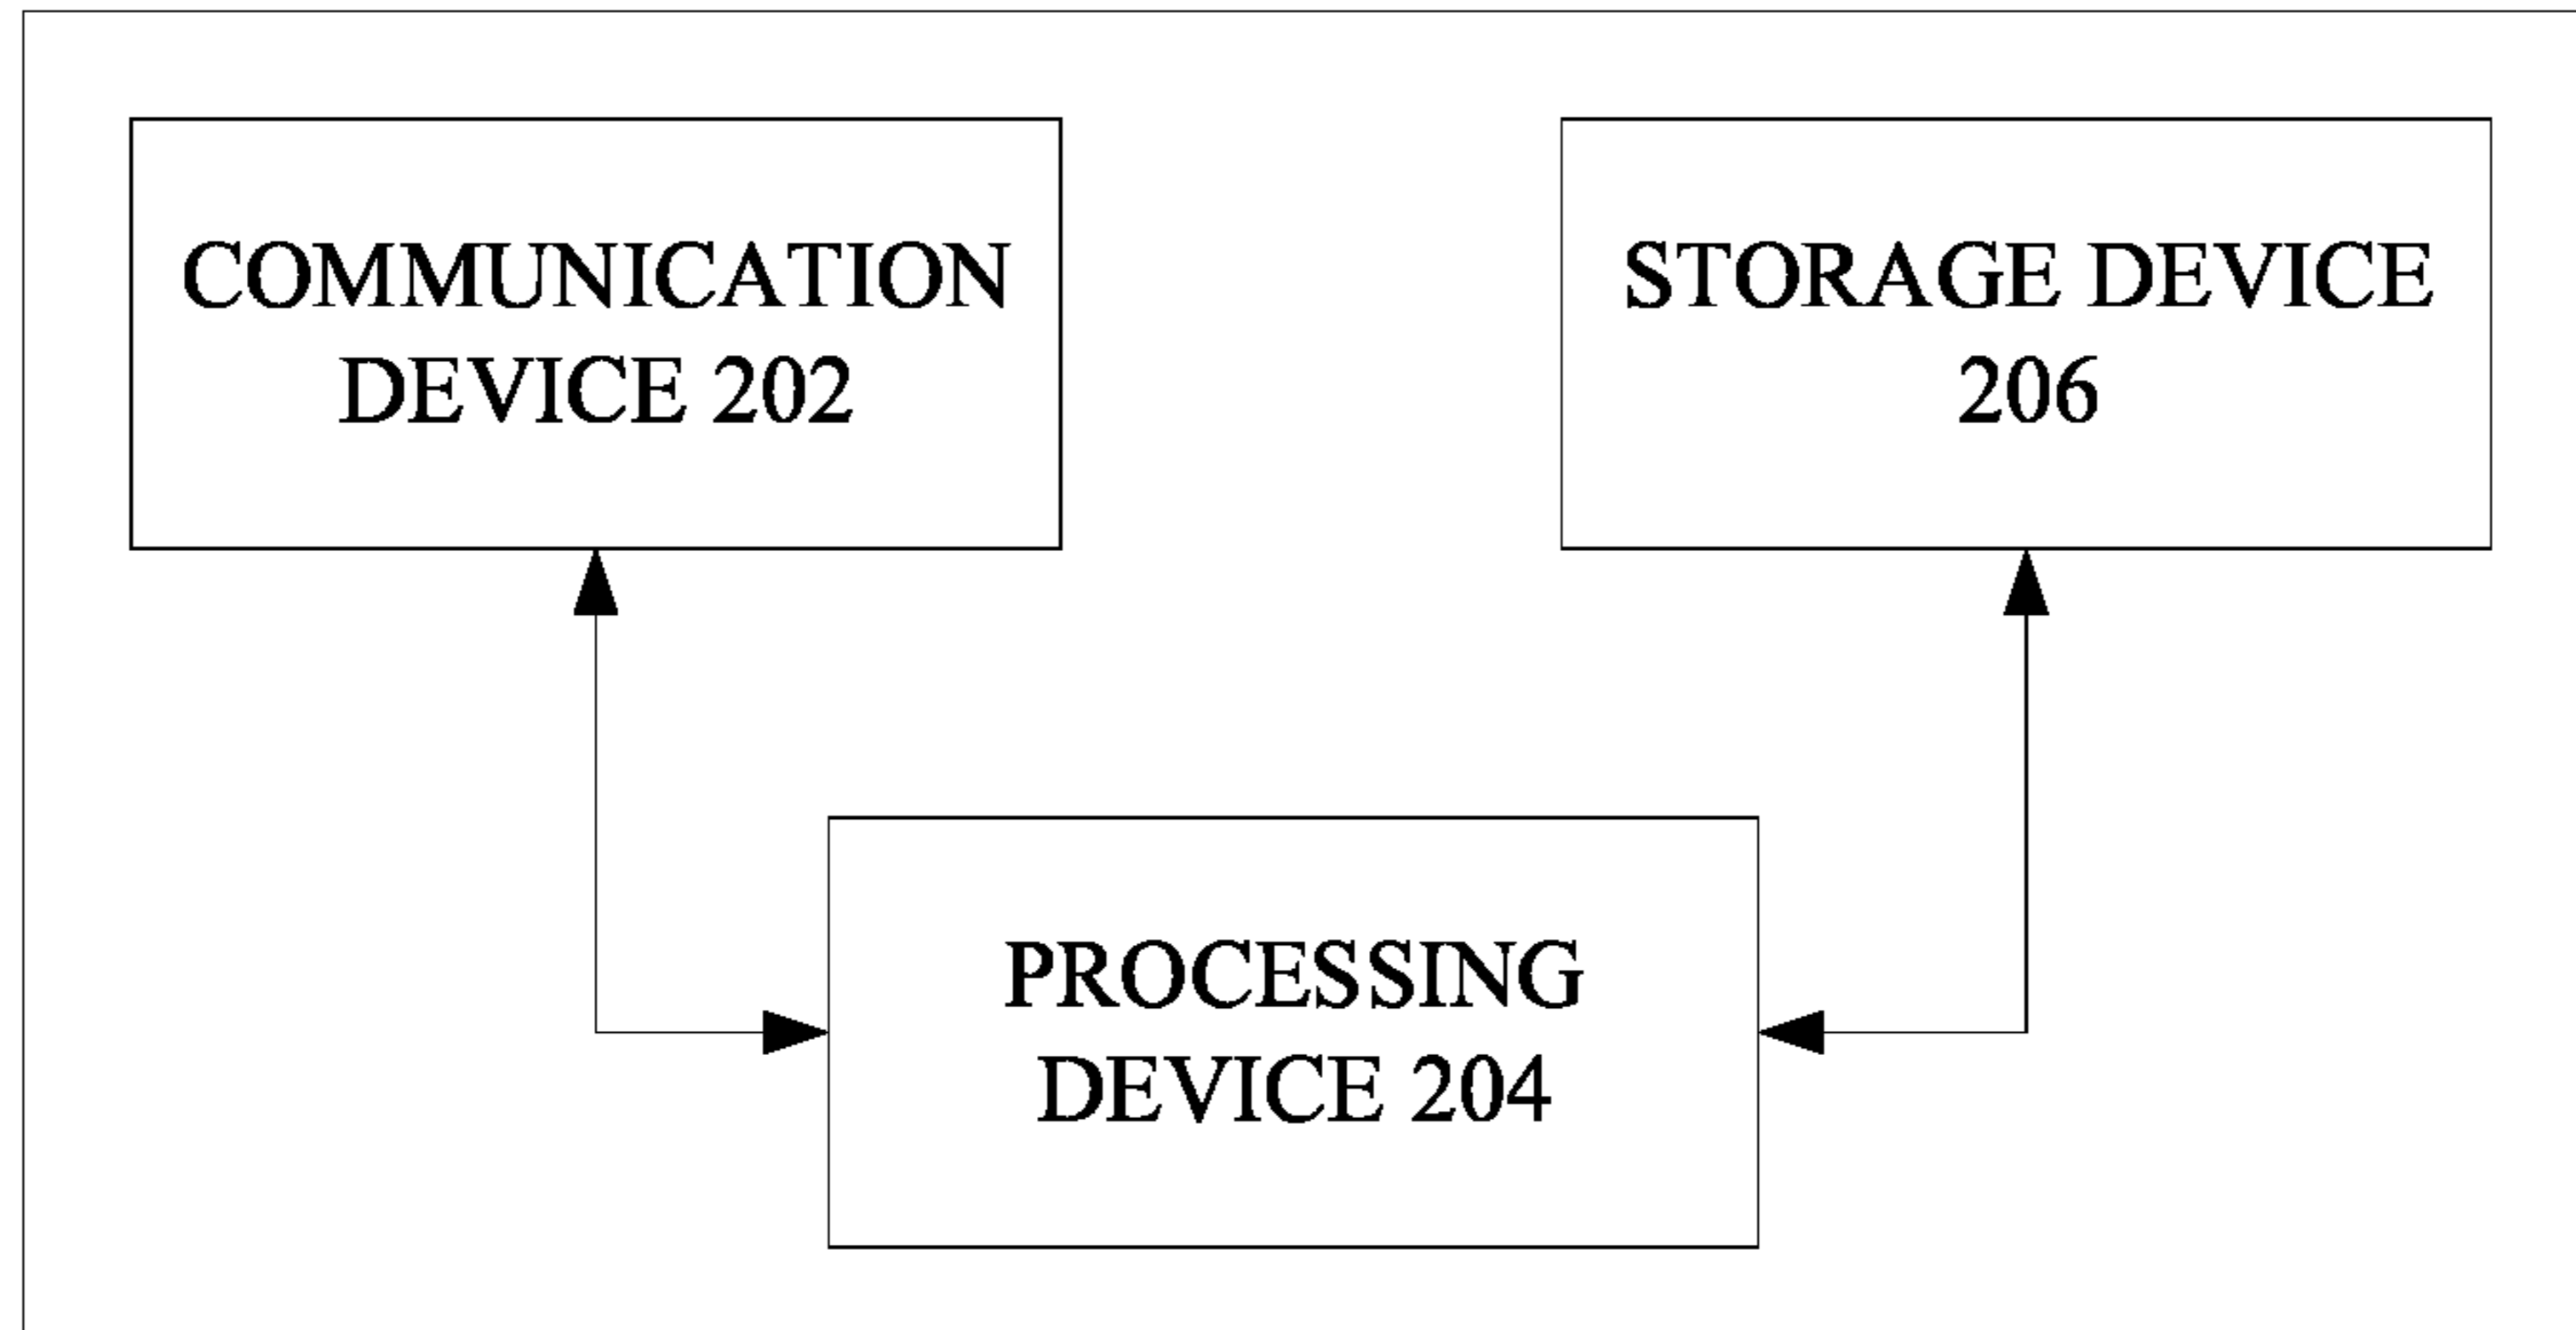 COMMUNICATION
DEVICE 202
STORAGE DEVICE
206
PROCESSING
DEVICE 204